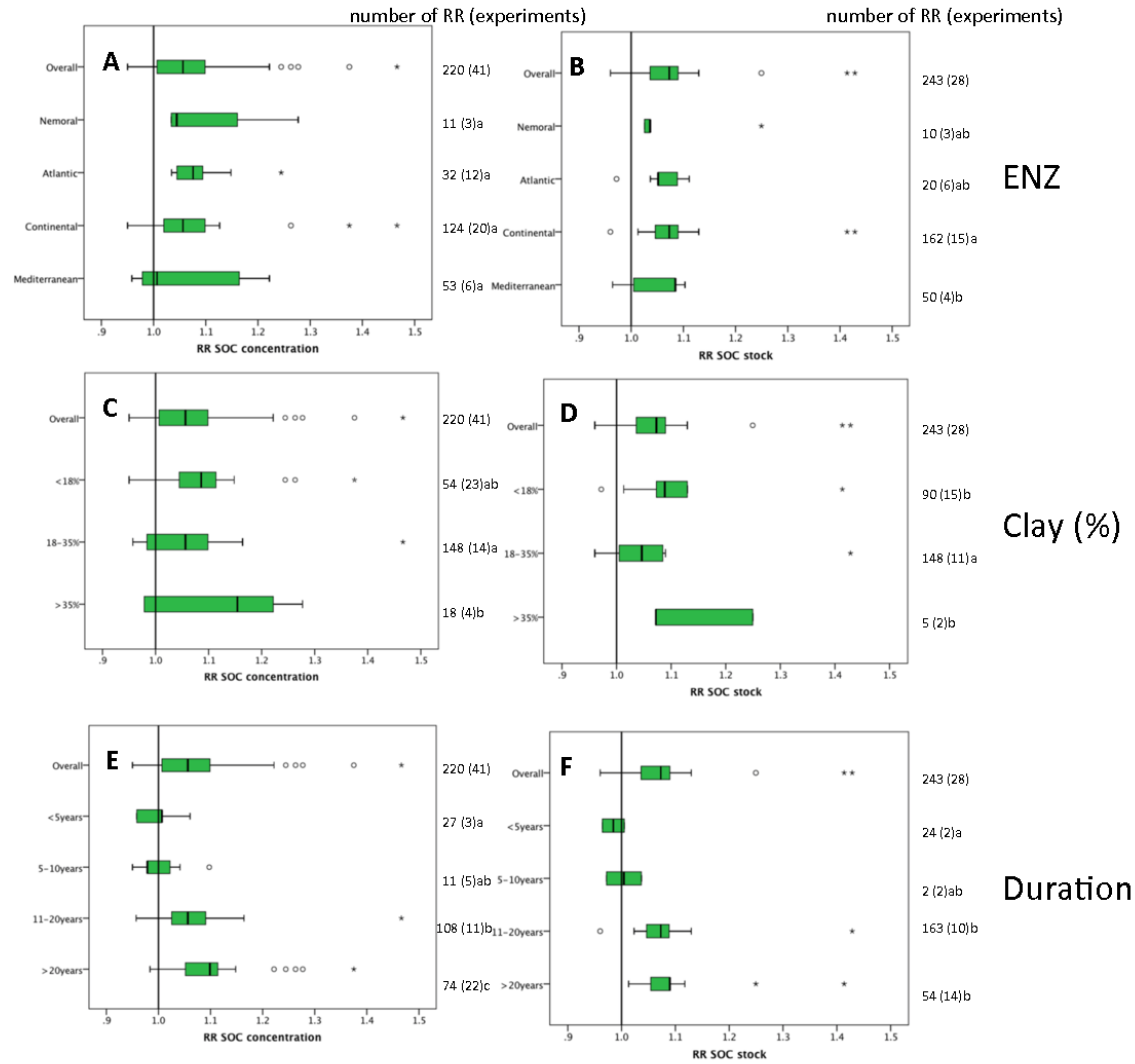 number of RR (experiments)
number of RR (experiments)
A
Overall
220 (41)
Nemoral
11 (3)a
Atlantic
32 (12)a
Continental
124 (20)a
Mediterranean
53 (6)a
.9 1.0 1.1 1.2 1.3 1.4 1.5
RR SOC concentration
B
Overall
243 (28)
Nemoral
10 (3)ab
Atlantic
20 (6)ab
Continental
162 (15)a
Mediterranean
50 (4)b
.9 1.0 1.1 1.2 1.3 1.4 1.5
RR SOC stock
ENZ
C
Overall
220 (41)
<18%
54 (23)ab
18-35%
148 (14)a
>35%
18 (4)b
.9 1.0 1.1 1.2 1.3 1.4 1.5
RR SOC concentration
D
Overall
243 (28)
<18%
90 (15)b
18-35%
148 (11)a
>35%
5 (2)b
.9 1.0 1.1 1.2 1.3 1.4 1.5
RR SOC stock
Clay (%)
E
Overall
220 (41)
<5years
27 (3)a
5-10years
11 (5)ab
11-20years
108 (11)b
>20years
74 (22)c
.9 1.0 1.1 1.2 1.3 1.4 1.5
RR SOC concentration
F
Overall
243 (28)
<5years
24 (2)a
5-10years
2 (2)ab
11-20years
163 (10)b
>20years
54 (14)b
.9 1.0 1.1 1.2 1.3 1.4 1.5
RR SOC stock
Duration